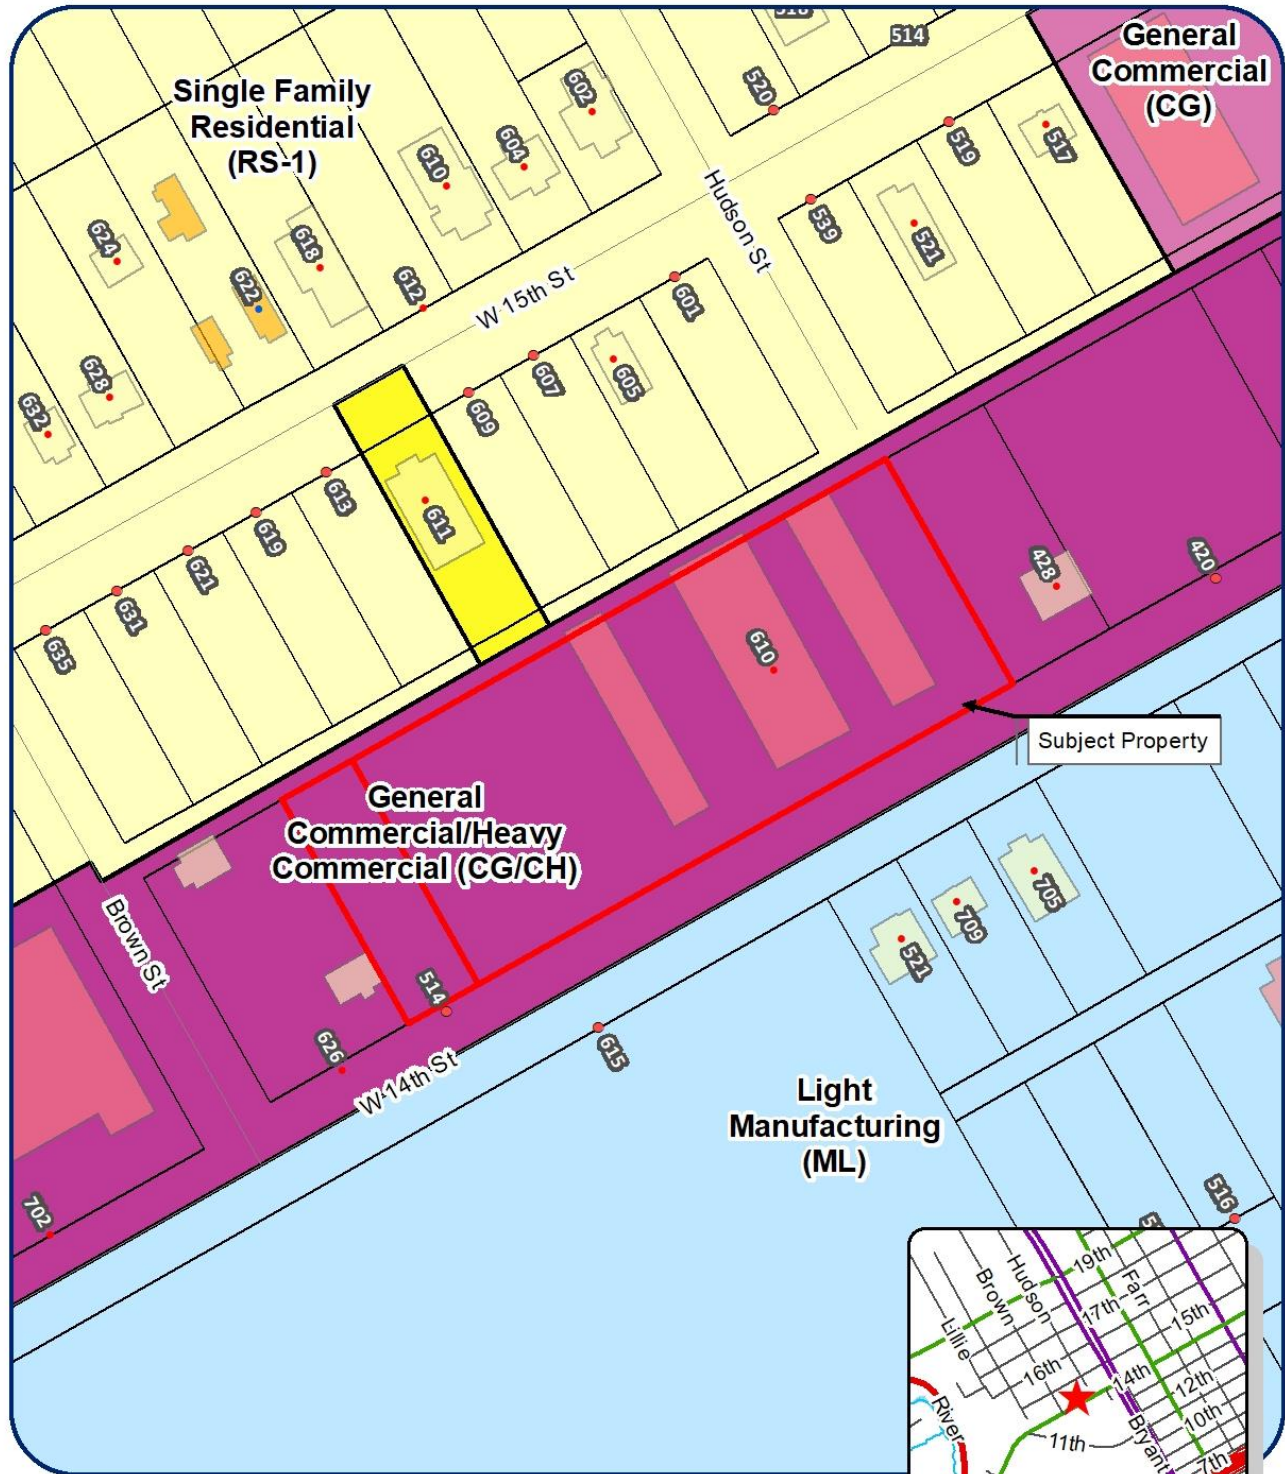 518
514
General
Commercial
(CG)
Single Family
Residential
(RS-1)
602
520
610
604
519
517
624
618
622
612
Hudson St
539
521
W 15th St
601
628
632
607
605
609
611
613
619
621
631
635
428
420
610
Subject Property
General
Commercial/Heavy
Commercial (CG/CH)
705
709
521
Brown St
514
626
W 14th St
615
Light
Manufacturing
(ML)
702
516
19th
Hudson
Brown
Farr
17th
15th
Lillie
16th
14th
12th
10th
River
11th
Bryant
7th